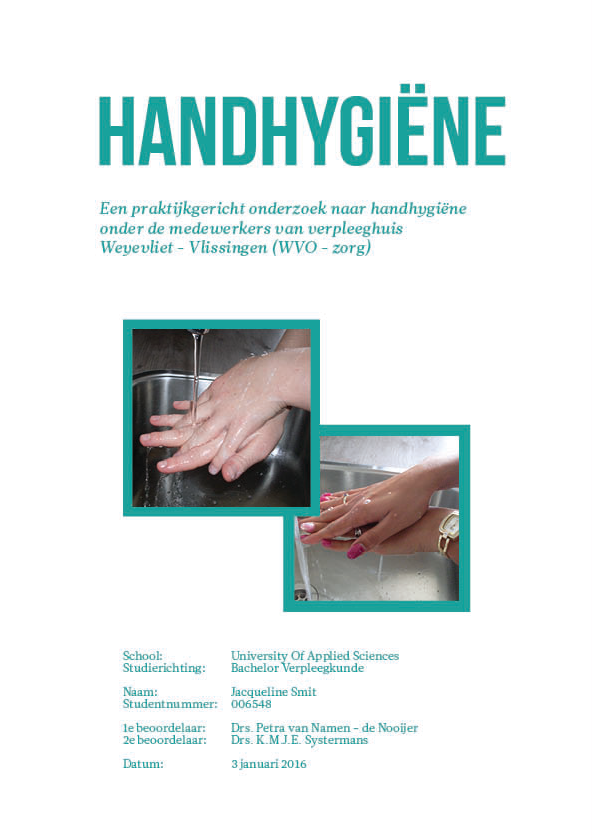 HANDHYGIËNE
Een praktijkgericht onderzoek naar handhygiëne
onder de medewerkers van verpleeghuis
Weyevliet - Vlissingen (WVO - zorg)
School: University Of Applied Sciences
Studierichting: Bachelor Verpleegkunde
Naam: Jacqueline Smit
Studentnummer: 006548
1e beoordelaar: Drs. Petra van Namen - de Nooijer
2e beoordelaar: Drs. K.M.J.E. Systermans
Datum: 3 januari 2016